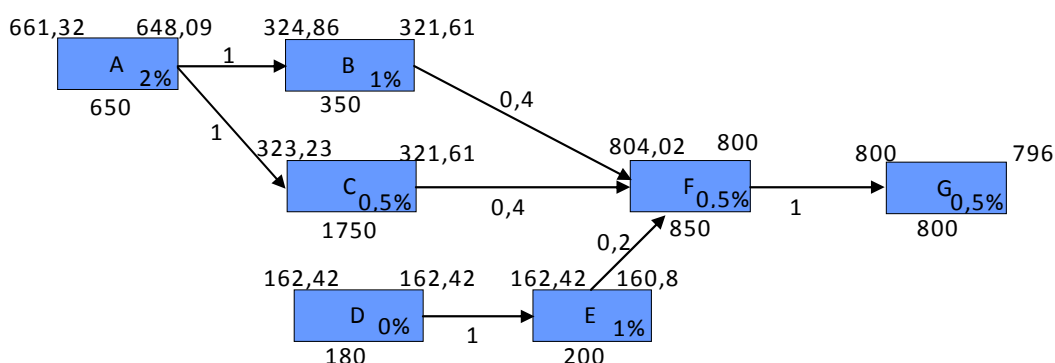 661,32 648,09 324,86 321,61
A 2% 1 B 1%
650 350
1 0,4
323,23 321,61 804,02 800 800 796
C 0,5% 0,4 F 0,5% 1 G 0,5%
1750 850 800
0,2
162,42 162,42 162,42 160,8
D 0% 1 E 1%
180 200